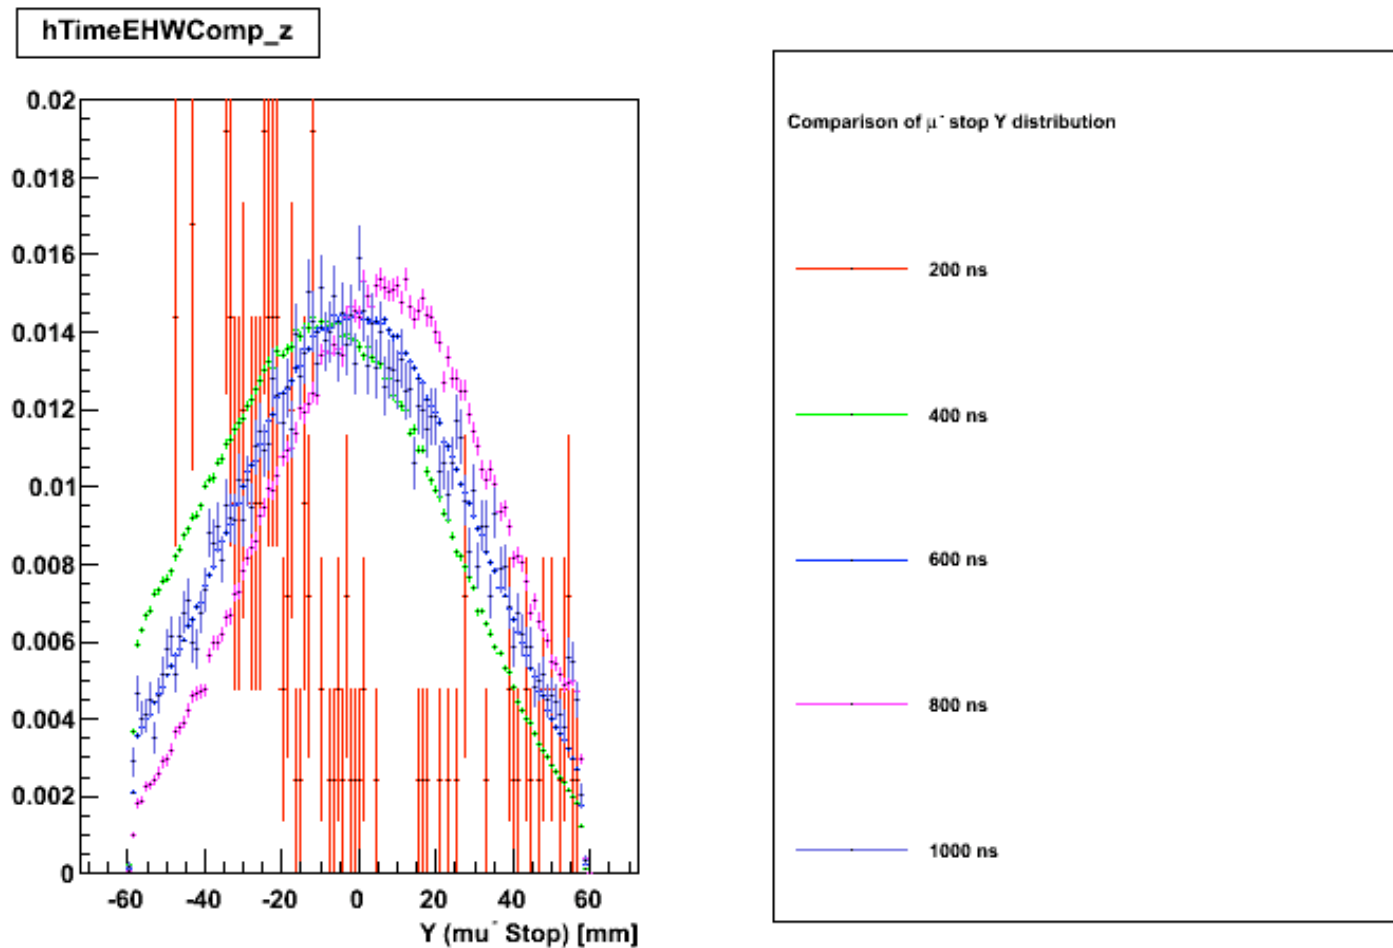 hTimeEHWComp_z
0.02
0.018
0.016
0.014
0.012
0.01
0.008
0.006
0.004
0.002
0
-60 -40 -20 0 20 40 60
Y (mu⁻ Stop) [mm]
Comparison of μ⁻ stop Y distribution
200 ns
400 ns
600 ns
800 ns
1000 ns